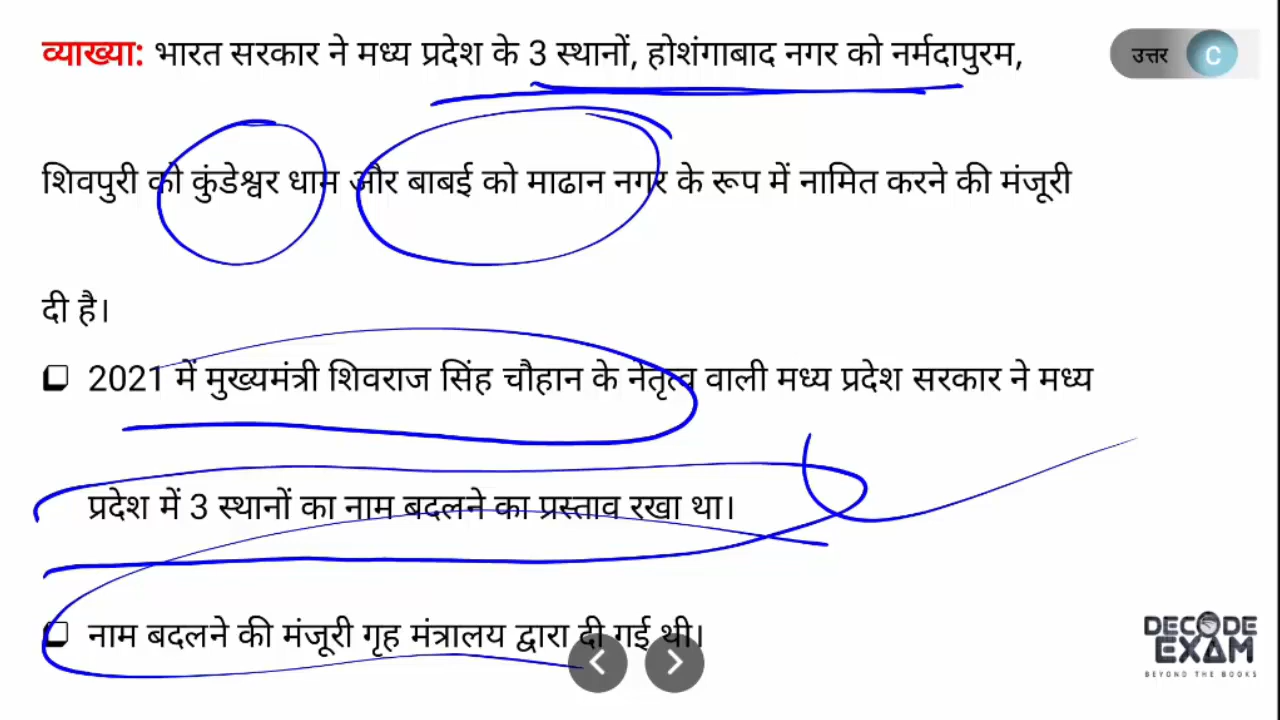 व्याख्या: भारत सरकार ने मध्य प्रदेश के 3 स्थानों, होशंगाबाद नगर को नर्मदापुरम,
उत्तर C
शिवपुरी को कुंडेश्वर धाम और बाबई को माढान नगर के रूप में नामित करने की मंजूरी
दी है।
❑ 2021 में मुख्यमंत्री शिवराज सिंह चौहान के नेतृत्व वाली मध्य प्रदेश सरकार ने मध्य
प्रदेश में 3 स्थानों का नाम बदलने का प्रस्ताव रखा था।
❑ नाम बदलने की मंजूरी गृह मंत्रालय द्वारा दी गई थी।
DECODE
EXAM
BEYOND THE BOOKS